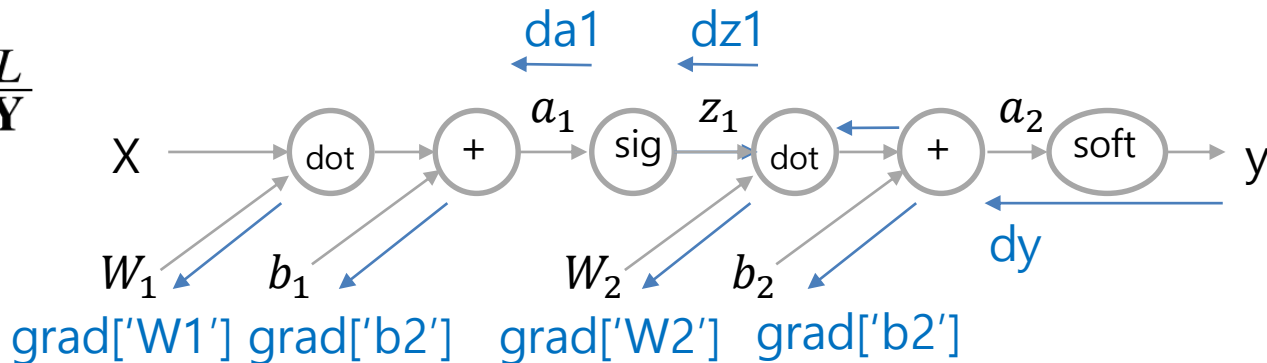 da1 dz1
L
Y
a₁ z₁ a₂
X dot + sig dot + soft y
dy
W₁ b₁ W₂ b₂
grad['W1'] grad['b2'] grad['W2'] grad['b2']